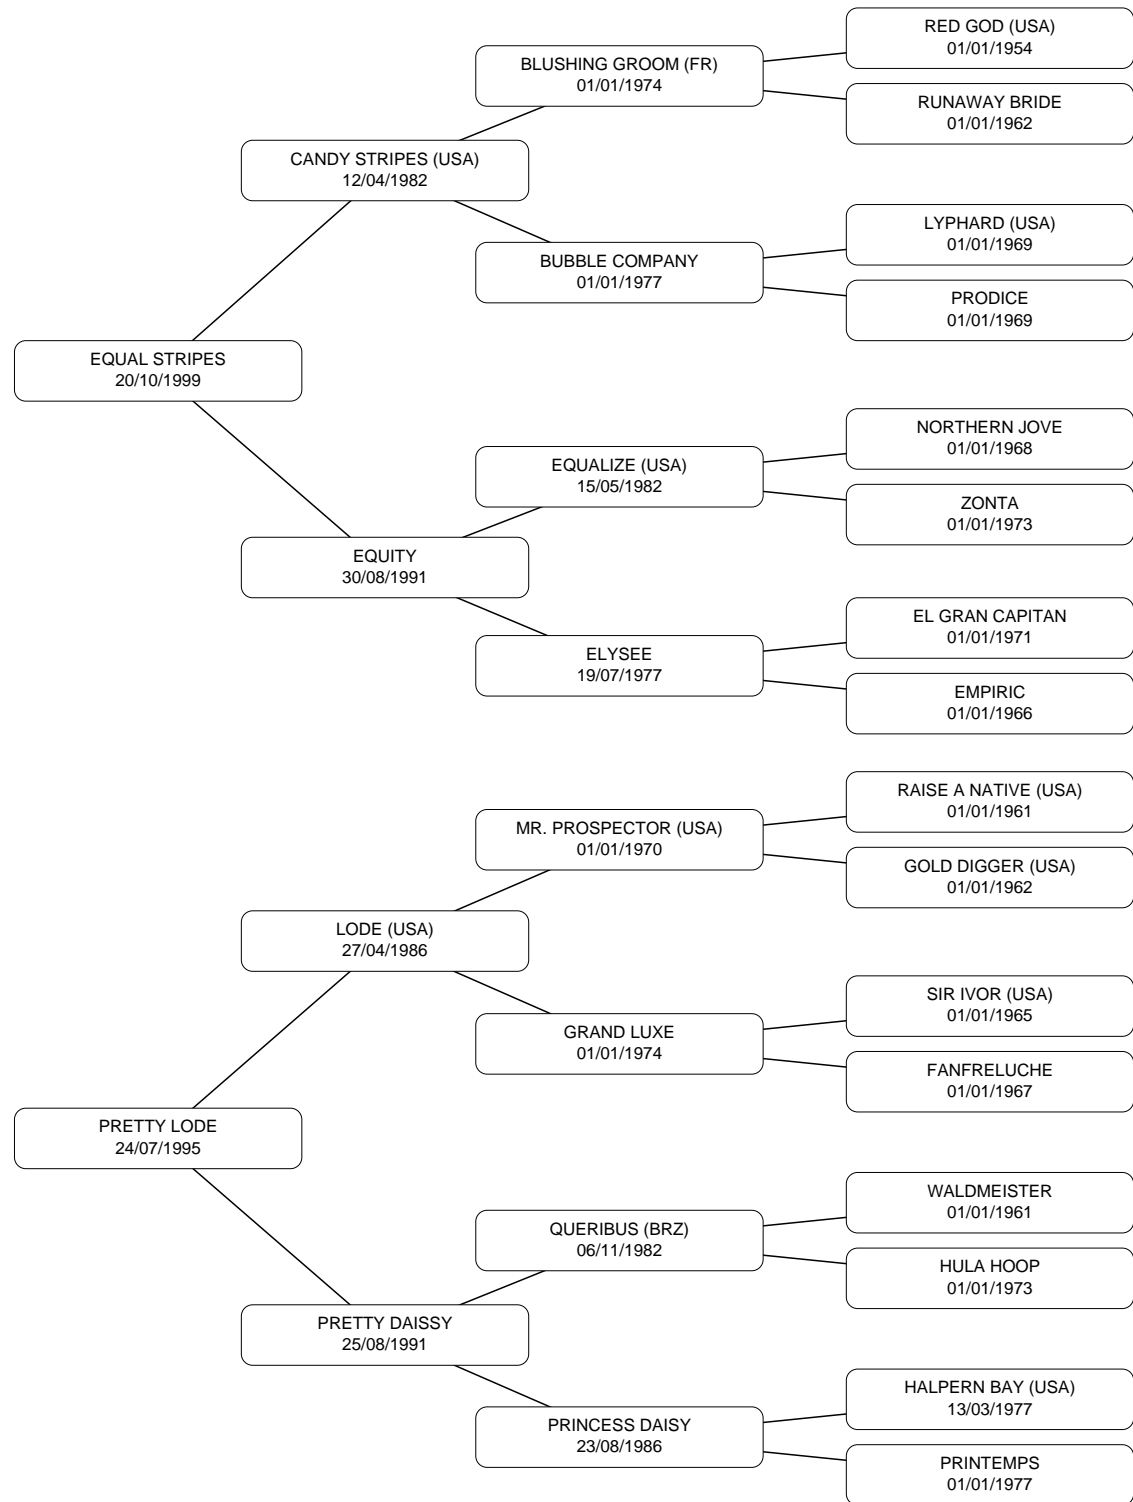 RED GOD (USA)
01/01/1954
BLUSHING GROOM (FR)
01/01/1974
RUNAWAY BRIDE
01/01/1962
CANDY STRIPES (USA)
12/04/1982
LYPHARD (USA)
01/01/1969
BUBBLE COMPANY
01/01/1977
PRODICE
01/01/1969
EQUAL STRIPES
20/10/1999
NORTHERN JOVE
01/01/1968
EQUALIZE (USA)
15/05/1982
ZONTA
01/01/1973
EQUITY
30/08/1991
EL GRAN CAPITAN
01/01/1971
ELYSEE
19/07/1977
EMPIRIC
01/01/1966
RAISE A NATIVE (USA)
01/01/1961
MR. PROSPECTOR (USA)
01/01/1970
GOLD DIGGER (USA)
01/01/1962
LODE (USA)
27/04/1986
SIR IVOR (USA)
01/01/1965
GRAND LUXE
01/01/1974
FANFRELUCHE
01/01/1967
PRETTY LODE
24/07/1995
WALDMEISTER
01/01/1961
QUERIBUS (BRZ)
06/11/1982
HULA HOOP
01/01/1973
PRETTY DAISSY
25/08/1991
HALPERN BAY (USA)
13/03/1977
PRINCESS DAISY
23/08/1986
PRINTEMPS
01/01/1977